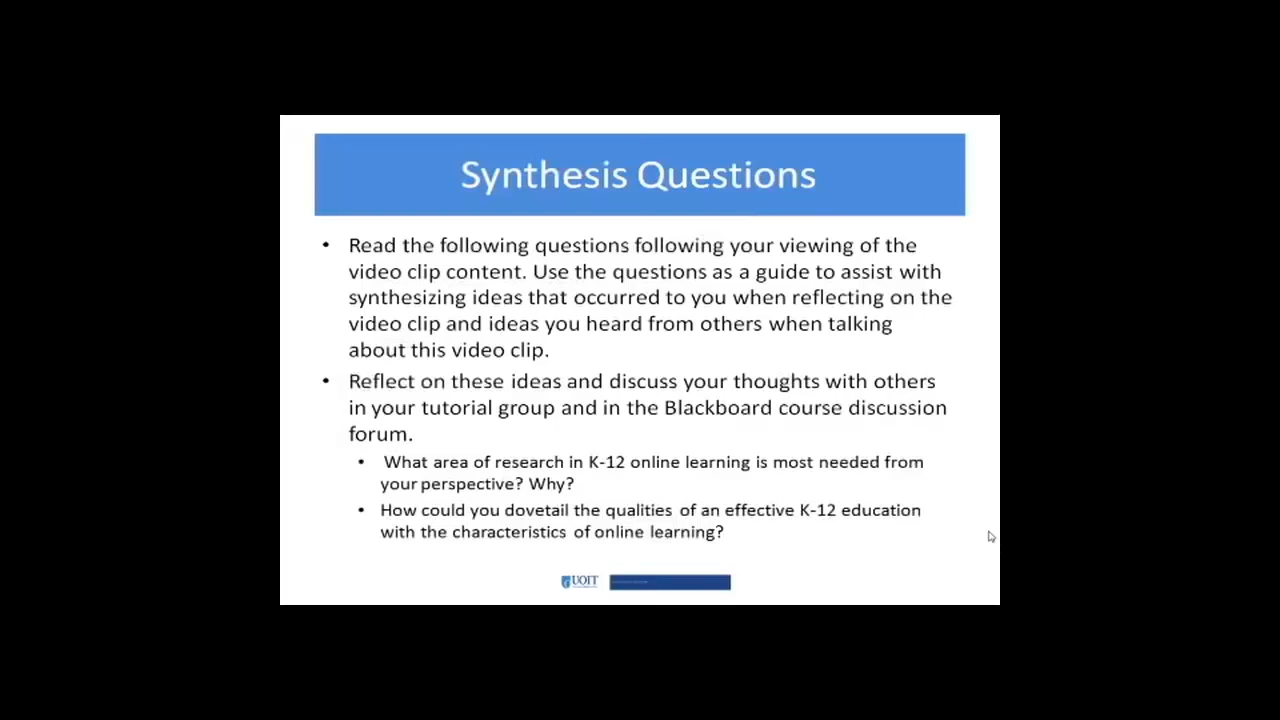 Synthesis Questions
• Read the following questions following your viewing of the
video clip content. Use the questions as a guide to assist with
synthesizing ideas that occurred to you when reflecting on the
video clip and ideas you heard from others when talking
about this video clip.
• Reflect on these ideas and discuss your thoughts with others
in your tutorial group and in the Blackboard course discussion
forum.
• What area of research in K-12 online learning is most needed from
your perspective? Why?
• How could you dovetail the qualities of an effective K-12 education
with the characteristics of online learning?
UOIT